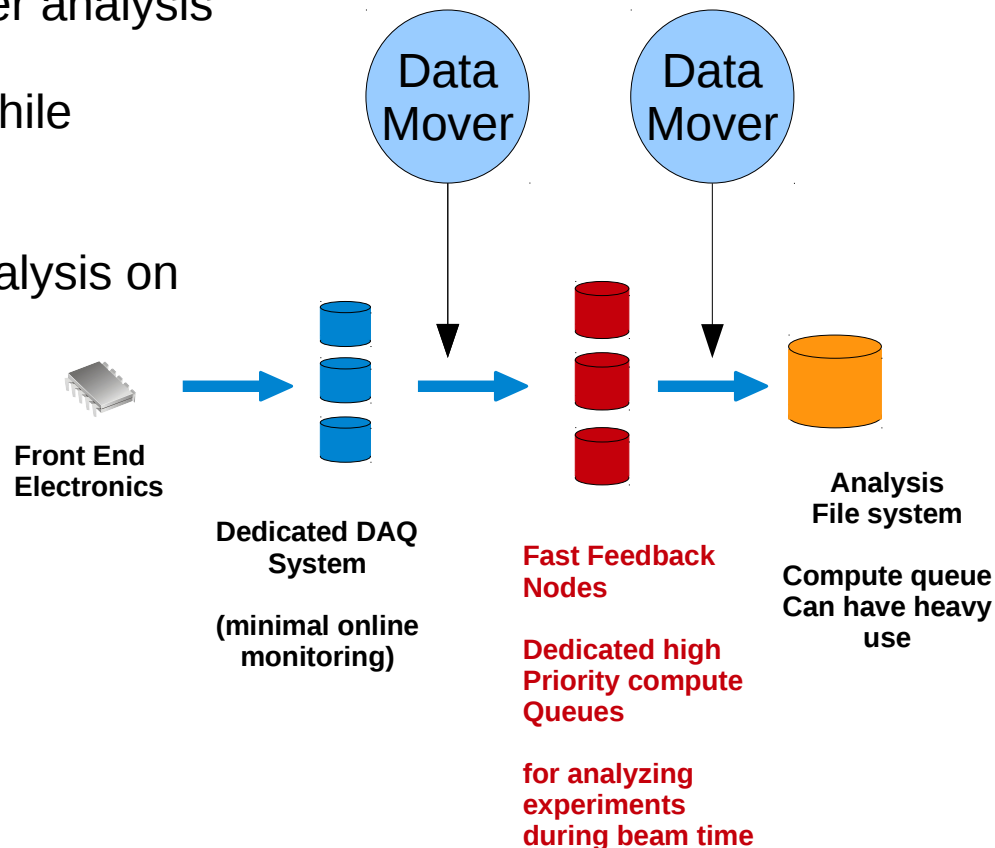 analysis
alysis on
Data
Mover
Data
Mover
Front End
Electronics
Dedicated DAQ
System
(minimal online
monitoring)
Fast Feedback
Nodes
Dedicated high
Priority compute
Queues
for analyzing
experiments
during beam time
Analysis
File system
Compute queue
Can have heavy
use